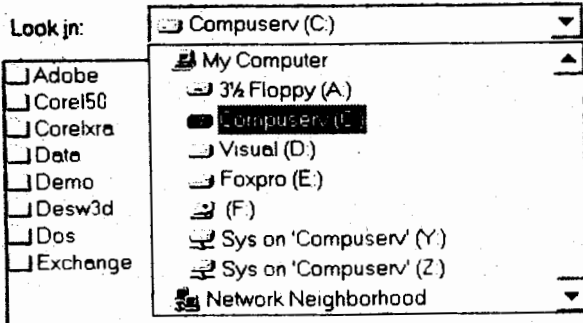 Look in:
Compuserv (C:)
My Computer
3½ Floppy (A:)
Compuserv (C:)
Visual (D:)
Foxpro (E:)
(F:)
Sys on 'Compuserv' (Y:)
Sys on 'Compuserv' (Z:)
Network Neighborhood
Adobe
Corel50
Corelxra
Data
Demo
Desw3d
Dos
Exchange